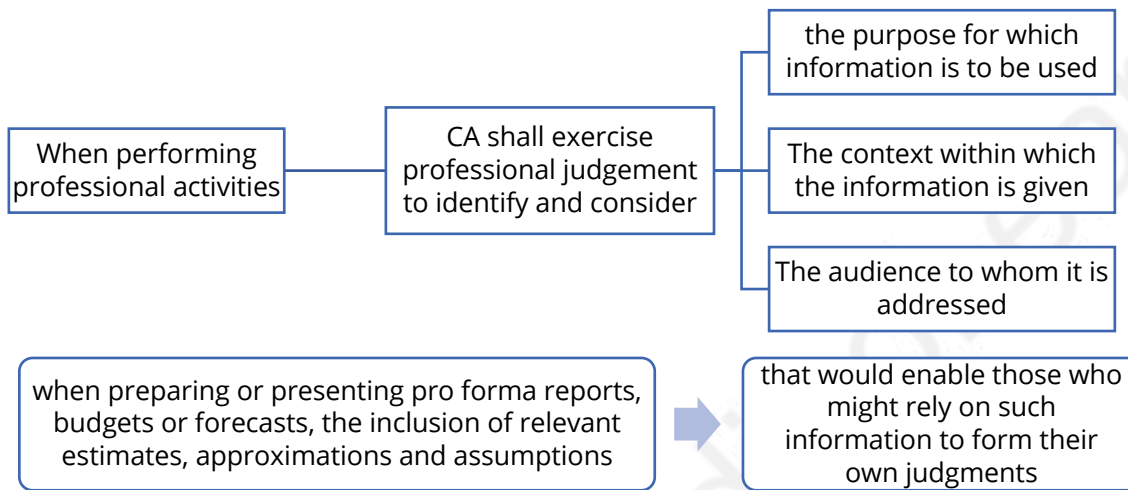 When performing
professional activities
CA shall exercise
professional judgement
to identify and consider
the purpose for which
information is to be used
The context within which
the information is given
The audience to whom it is
addressed
when preparing or presenting pro forma reports,
budgets or forecasts, the inclusion of relevant
estimates, approximations and assumptions
that would enable those who
might rely on such
information to form their
own judgments